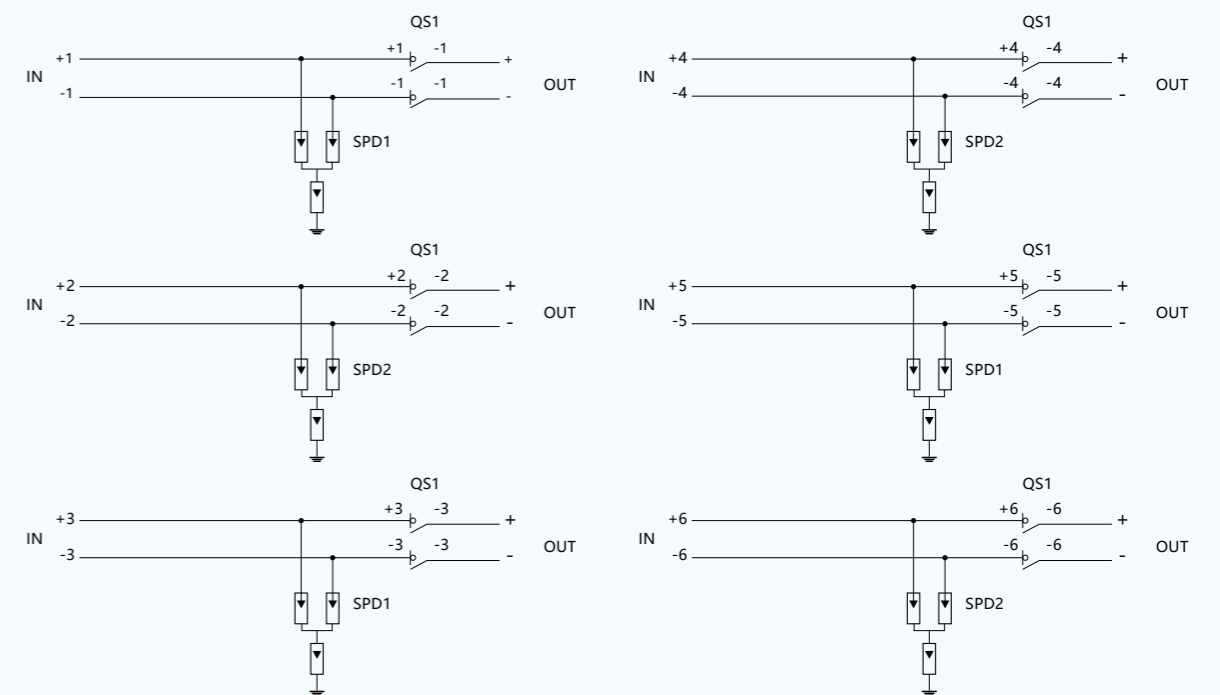 QS1
+1 +1 -1 +
IN OUT
-1 -1 -1 -
SPD1
QS1
+4 +4 -4 +
IN OUT
-4 -4 -4 -
SPD2
QS1
+2 +2 -2 +
IN OUT
-2 -2 -2 -
SPD2
QS1
+5 +5 -5 +
IN OUT
-5 -5 -5 -
SPD1
QS1
+3 +3 -3 +
IN OUT
-3 -3 -3 -
SPD1
QS1
+6 +6 -6 +
IN OUT
-6 -6 -6 -
SPD2